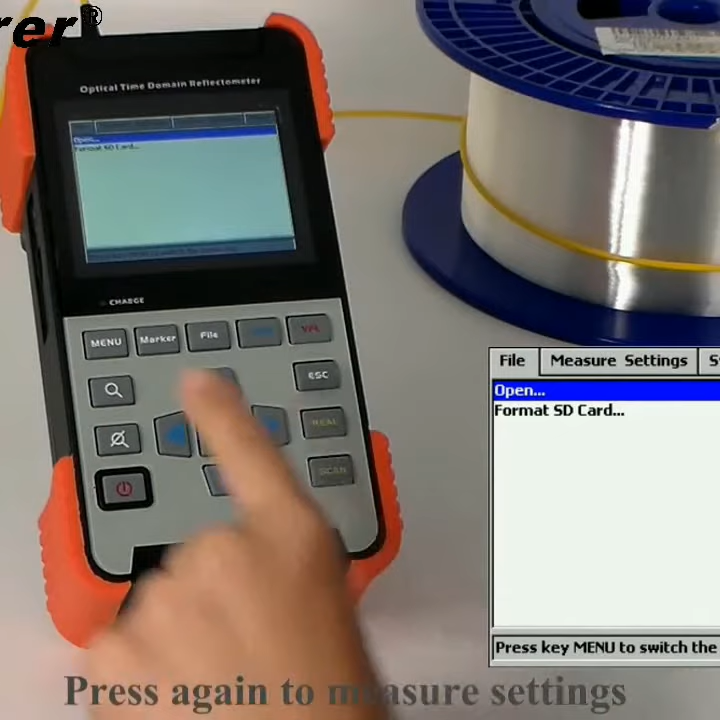 rer®
Optical Time Domain Reflectometer
Open...
Format SD Card...
CHARGE
MENU Marker File VFL
ESC
REAL
SCAN
File Measure Settings S
Open...
Format SD Card...
Press key MENU to switch the
Press again to measure settings